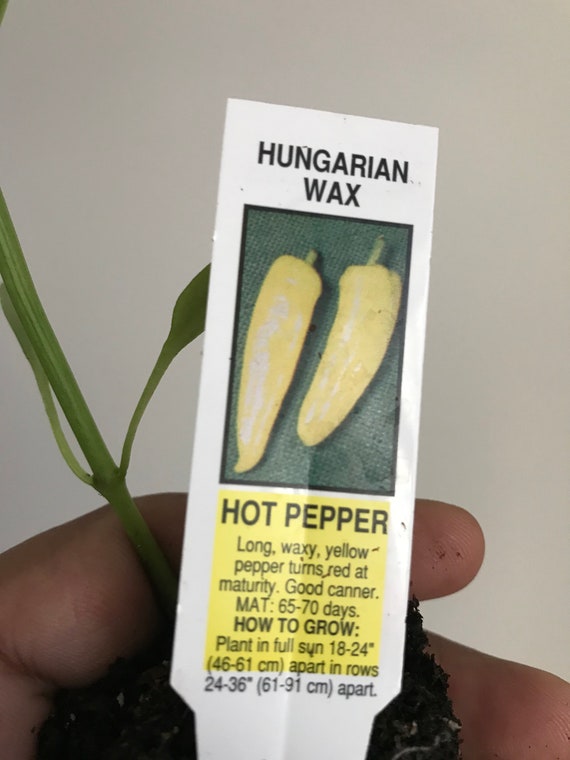 HUNGARIAN
WAX
HOT PEPPER
Long, waxy, yellow
pepper turns red at
maturity. Good canner.
MAT: 65-70 days.
HOW TO GROW:
Plant in full sun 18-24"
(46-61 cm) apart in rows
24-36" (61-91 cm) apart.